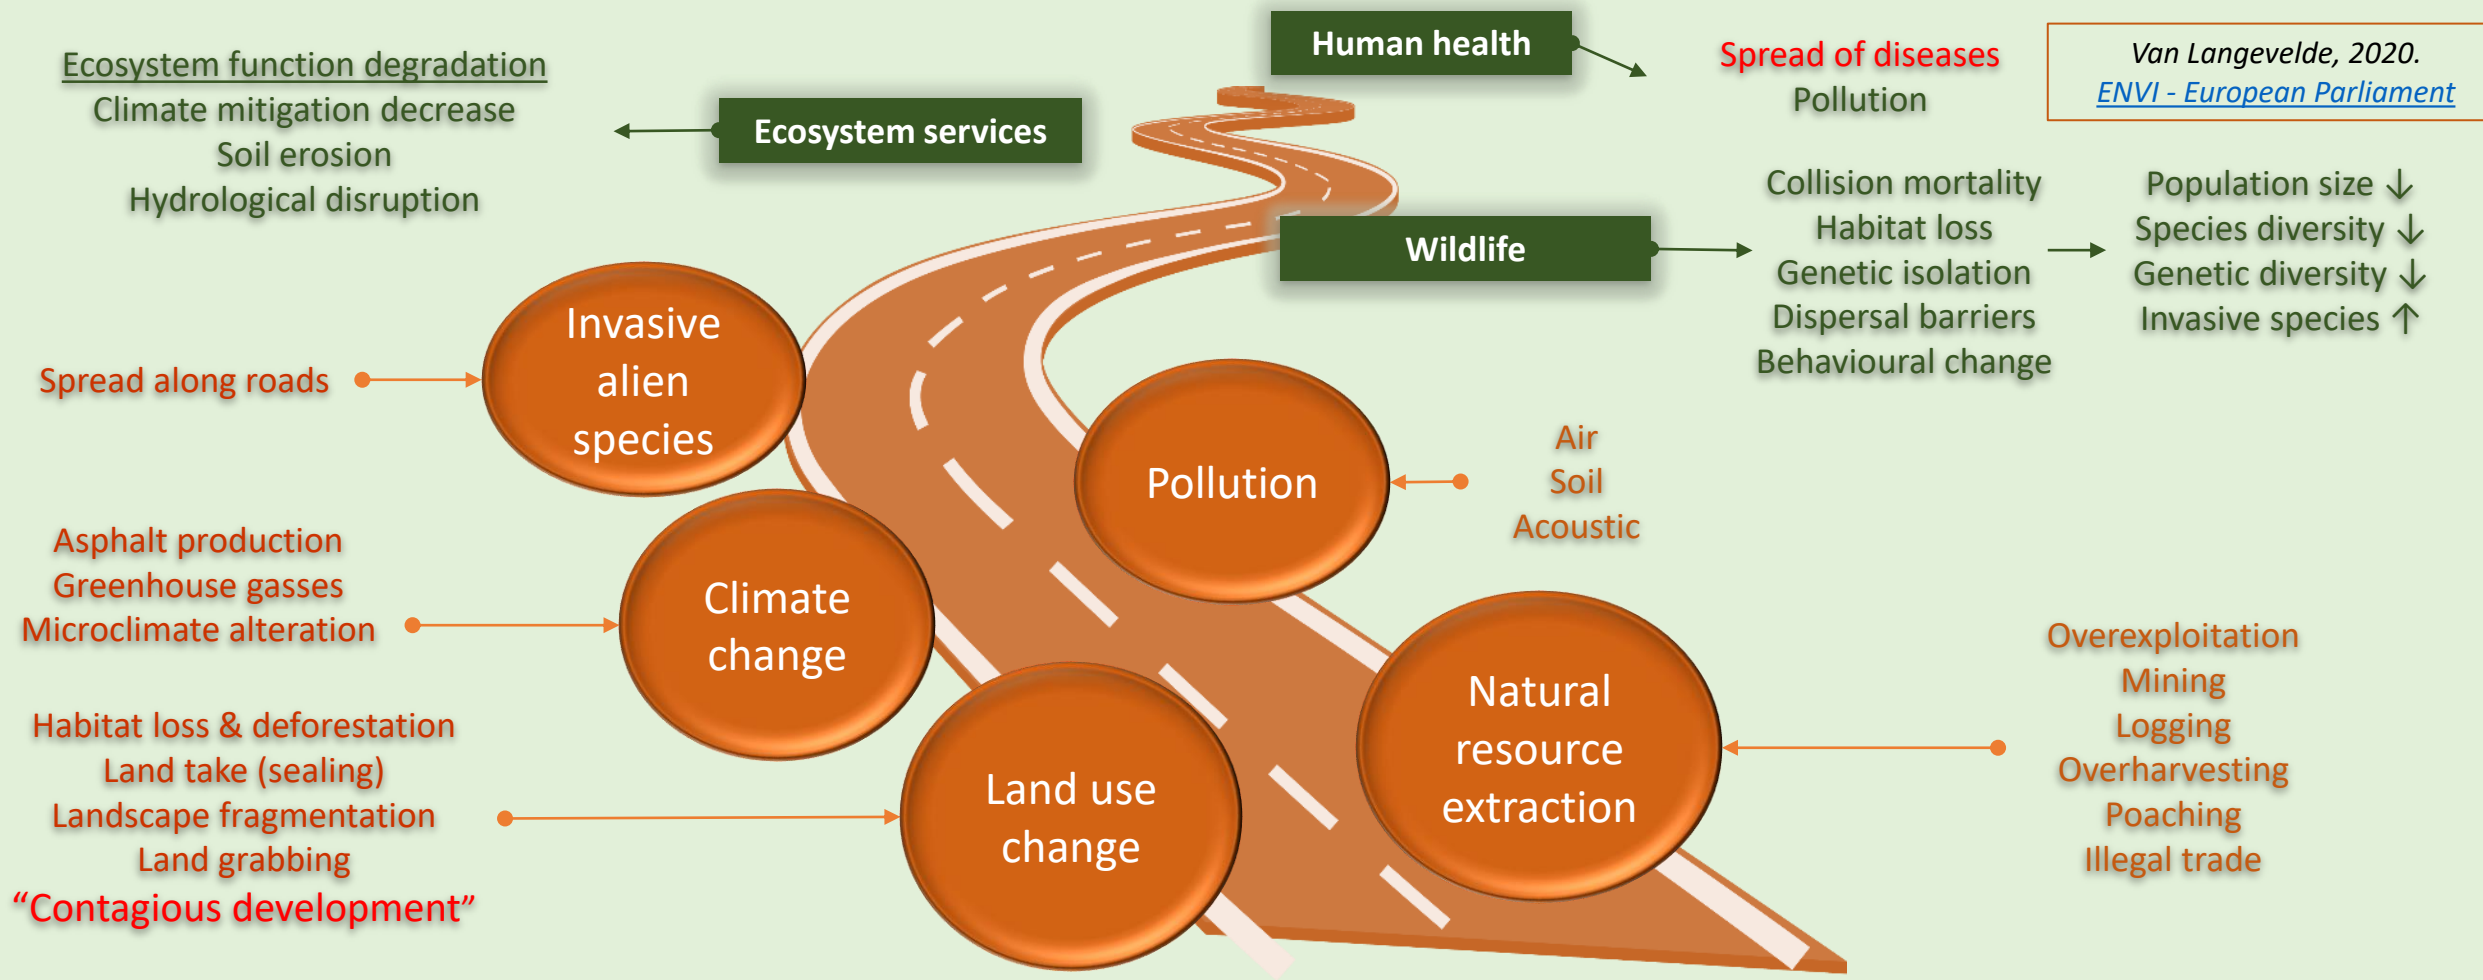 Ecosystem function degradation
Climate mitigation decrease
Soil erosion
Hydrological disruption
Ecosystem services
Human health
Spread of diseases
Pollution
Van Langevelde, 2020.
ENVI - European Parliament
Wildlife
Collision mortality
Habitat loss
Genetic isolation
Dispersal barriers
Behavioural change
Population size ↓
Species diversity ↓
Genetic diversity ↓
Invasive species ↑
Spread along roads
Invasive
alien
species
Pollution
Air
Soil
Acoustic
Asphalt production
Greenhouse gasses
Microclimate alteration
Climate
change
Habitat loss & deforestation
Land take (sealing)
Landscape fragmentation
Land grabbing
“Contagious development”
Land use
change
Natural
resource
extraction
Overexploitation
Mining
Logging
Overharvesting
Poaching
Illegal trade